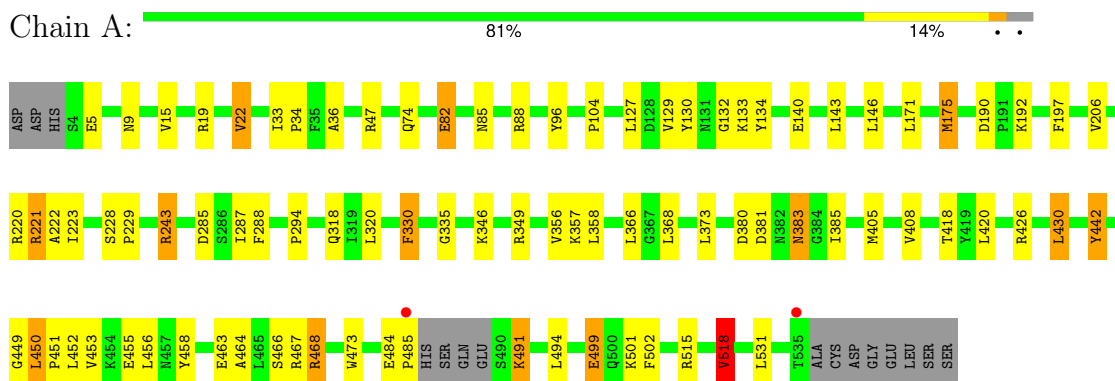 Chain A:
81% 14% • •
ASP ASP HIS S4 E5 N9 V15 R19 V22 I33 P34 F35 A36 R47 Q74 E82 N85 R88 Y96 P104 L127 D128 V129 Y130 N131 G132 K133 Y134 E140 L143 L146 L171 M175 D190 P191 K192 F197 V206
R220 R221 A222 I223 S228 P229 R243 D285 S286 I287 F288 P294 Q318 I319 L320 F330 G335 K346 R349 V356 K357 L358 L366 G367 L368 L373 D380 D381 N382 N383 G384 I385 M405 V408 T418 Y419 L420 R426 L430 Y442
G449 L450 P451 L452 V453 K454 E455 L456 N457 Y458 E463 A464 L465 S466 R467 R468 W473 E484 P485 HIS SER GLN GLU S490 K491 L494 E499 Q500 K501 F502 R515 V518 L531 T535 ALA CYS ASP GLY GLU LEU SER SER